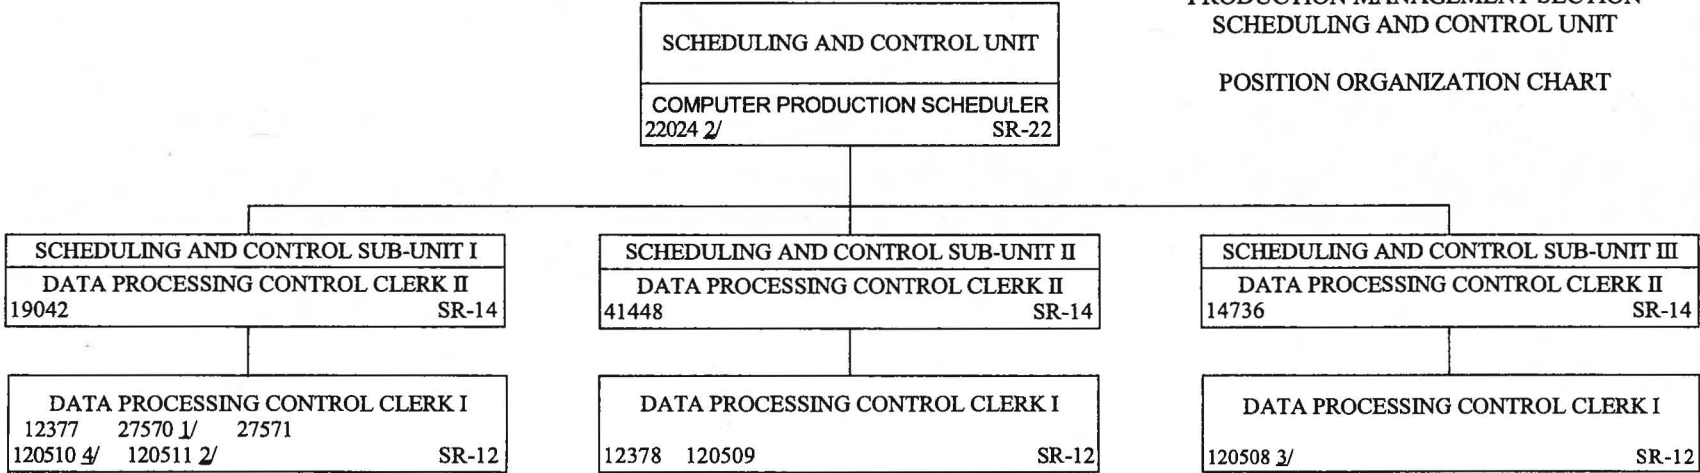 PRODUCTION MANAGEMENT SECTION
SCHEDULING AND CONTROL UNIT
POSITION ORGANIZATION CHART
SCHEDULING AND CONTROL UNIT
COMPUTER PRODUCTION SCHEDULER
22024 2/ SR-22
SCHEDULING AND CONTROL SUB-UNIT I
DATA PROCESSING CONTROL CLERK II
19042 SR-14
DATA PROCESSING CONTROL CLERK I
12377 27570 1/ 27571
120510 4/ 120511 2/ SR-12
SCHEDULING AND CONTROL SUB-UNIT II
DATA PROCESSING CONTROL CLERK II
41448 SR-14
DATA PROCESSING CONTROL CLERK I
12378 120509 SR-12
SCHEDULING AND CONTROL SUB-UNIT III
DATA PROCESSING CONTROL CLERK II
14736 SR-14
DATA PROCESSING CONTROL CLERK I
120508 3/ SR-12